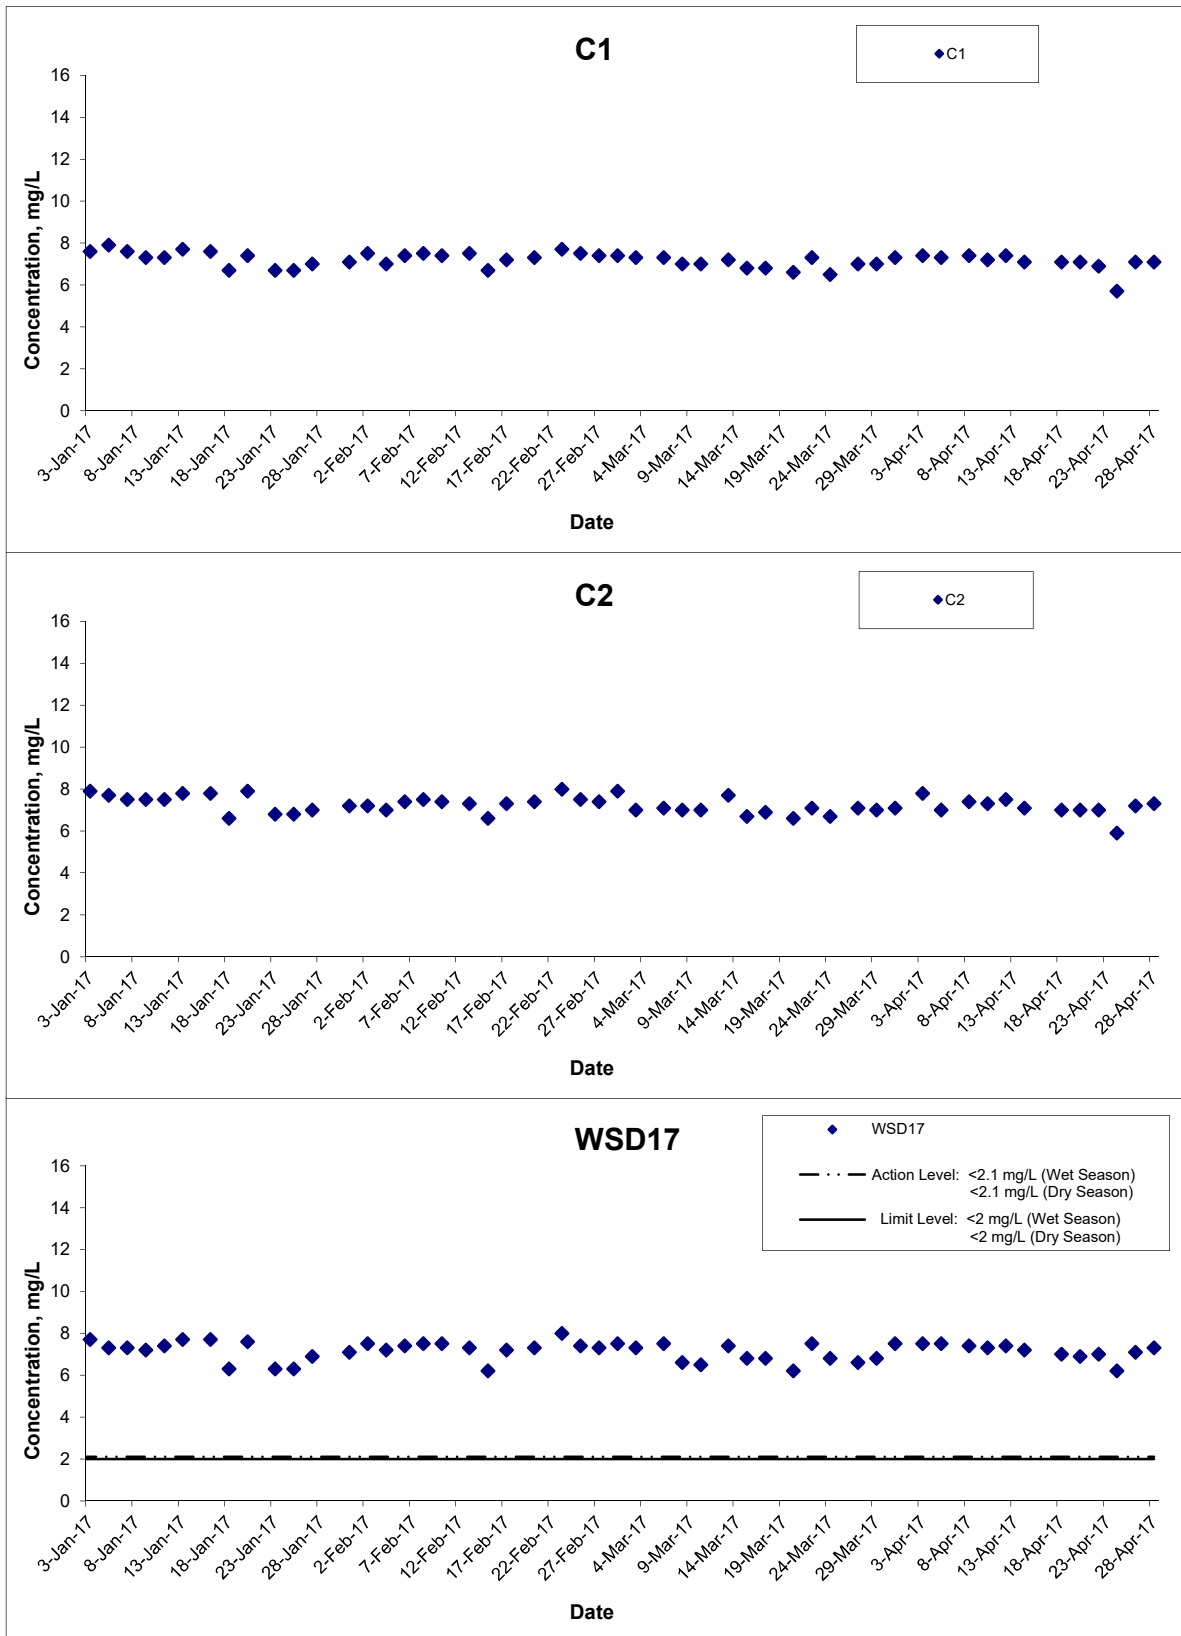 C1
C1
Concentration, mg/L
16
14
12
10
8
6
4
2
0
3-Jan-17
8-Jan-17
13-Jan-17
18-Jan-17
23-Jan-17
28-Jan-17
2-Feb-17
7-Feb-17
12-Feb-17
17-Feb-17
22-Feb-17
27-Feb-17
4-Mar-17
9-Mar-17
14-Mar-17
19-Mar-17
24-Mar-17
29-Mar-17
3-Apr-17
8-Apr-17
13-Apr-17
18-Apr-17
23-Apr-17
28-Apr-17
Date
C2
C2
Concentration, mg/L
16
14
12
10
8
6
4
2
0
3-Jan-17
8-Jan-17
13-Jan-17
18-Jan-17
23-Jan-17
28-Jan-17
2-Feb-17
7-Feb-17
12-Feb-17
17-Feb-17
22-Feb-17
27-Feb-17
4-Mar-17
9-Mar-17
14-Mar-17
19-Mar-17
24-Mar-17
29-Mar-17
3-Apr-17
8-Apr-17
13-Apr-17
18-Apr-17
23-Apr-17
28-Apr-17
Date
WSD17
WSD17
Action Level: <2.1 mg/L (Wet Season)
<2.1 mg/L (Dry Season)
Limit Level: <2 mg/L (Wet Season)
<2 mg/L (Dry Season)
Concentration, mg/L
16
14
12
10
8
6
4
2
0
3-Jan-17
8-Jan-17
13-Jan-17
18-Jan-17
23-Jan-17
28-Jan-17
2-Feb-17
7-Feb-17
12-Feb-17
17-Feb-17
22-Feb-17
27-Feb-17
4-Mar-17
9-Mar-17
14-Mar-17
19-Mar-17
24-Mar-17
29-Mar-17
3-Apr-17
8-Apr-17
13-Apr-17
18-Apr-17
23-Apr-17
28-Apr-17
Date